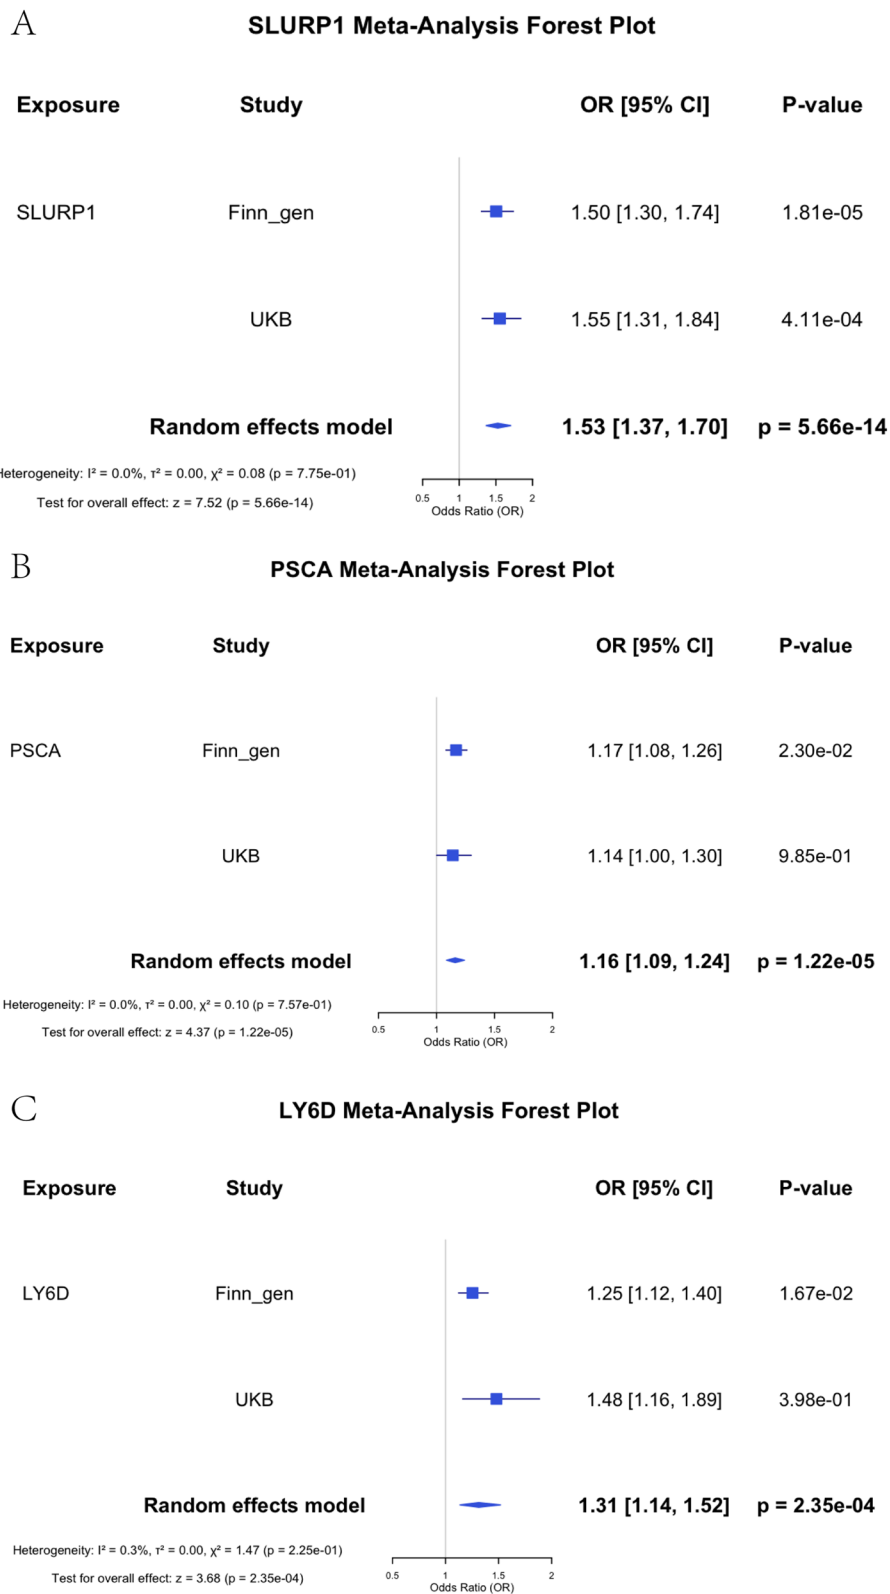 A
SLURP1 Meta-Analysis Forest Plot
Exposure Study OR [95% CI] P-value
SLURP1 Finn_gen 1.50 [1.30, 1.74] 1.81e-05
UKB 1.55 [1.31, 1.84] 4.11e-04
Random effects model 1.53 [1.37, 1.70] p = 5.66e-14
Heterogeneity: I² = 0.0%, τ² = 0.00, χ² = 0.08 (p = 7.75e-01)
Test for overall effect: z = 7.52 (p = 5.66e-14)
0.5 1 1.5 2
Odds Ratio (OR)
B
PSCA Meta-Analysis Forest Plot
Exposure Study OR [95% CI] P-value
PSCA Finn_gen 1.17 [1.08, 1.26] 2.30e-02
UKB 1.14 [1.00, 1.30] 9.85e-01
Random effects model 1.16 [1.09, 1.24] p = 1.22e-05
Heterogeneity: I² = 0.0%, τ² = 0.00, χ² = 0.10 (p = 7.57e-01)
Test for overall effect: z = 4.37 (p = 1.22e-05)
0.5 1 1.5 2
Odds Ratio (OR)
C
LY6D Meta-Analysis Forest Plot
Exposure Study OR [95% CI] P-value
LY6D Finn_gen 1.25 [1.12, 1.40] 1.67e-02
UKB 1.48 [1.16, 1.89] 3.98e-01
Random effects model 1.31 [1.14, 1.52] p = 2.35e-04
Heterogeneity: I² = 0.3%, τ² = 0.00, χ² = 1.47 (p = 2.25e-01)
Test for overall effect: z = 3.68 (p = 2.35e-04)
0.5 1 1.5 2
Odds Ratio (OR)